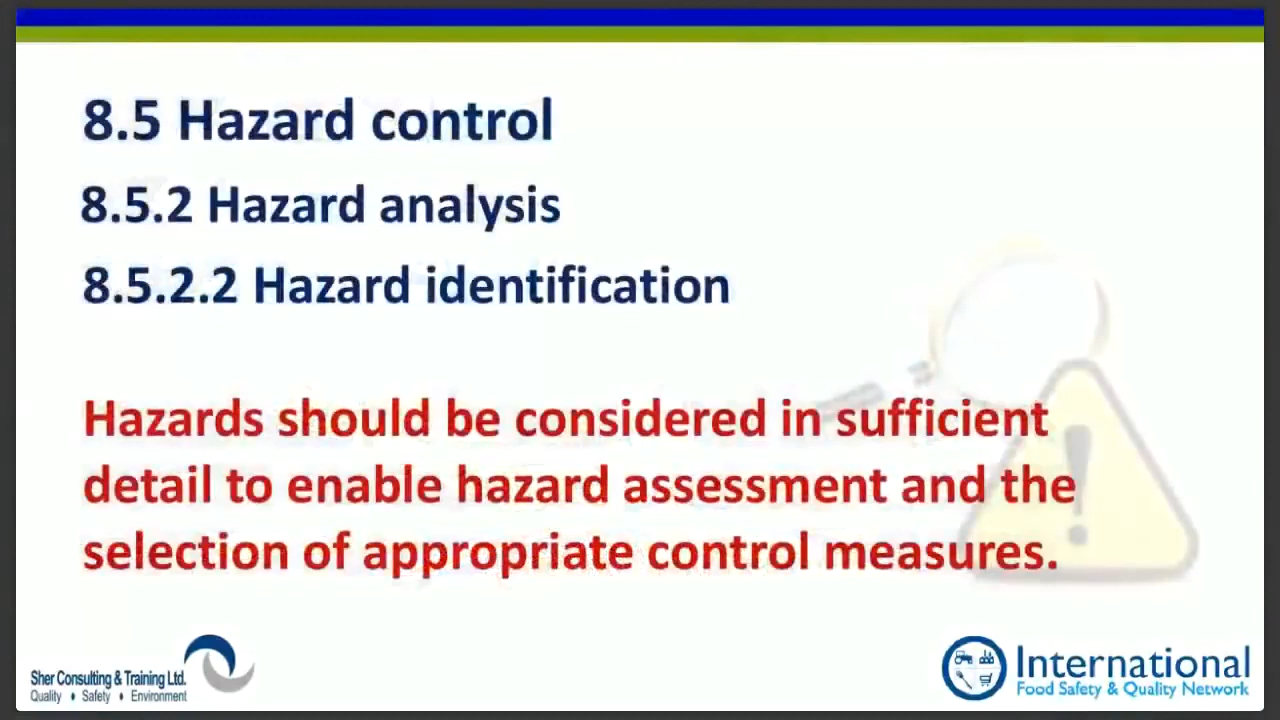 8.5 Hazard control
8.5.2 Hazard analysis
8.5.2.2 Hazard identification
Hazards should be considered in sufficient
detail to enable hazard assessment and the
selection of appropriate control measures.
Sher Consulting & Training Ltd.
Quality • Safety • Environment
International
Food Safety & Quality Network